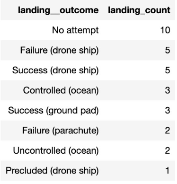 landing__outcome landing_count
No attempt 10
Failure (drone ship) 5
Success (drone ship) 5
Controlled (ocean) 3
Success (ground pad) 3
Failure (parachute) 2
Uncontrolled (ocean) 2
Precluded (drone ship) 1